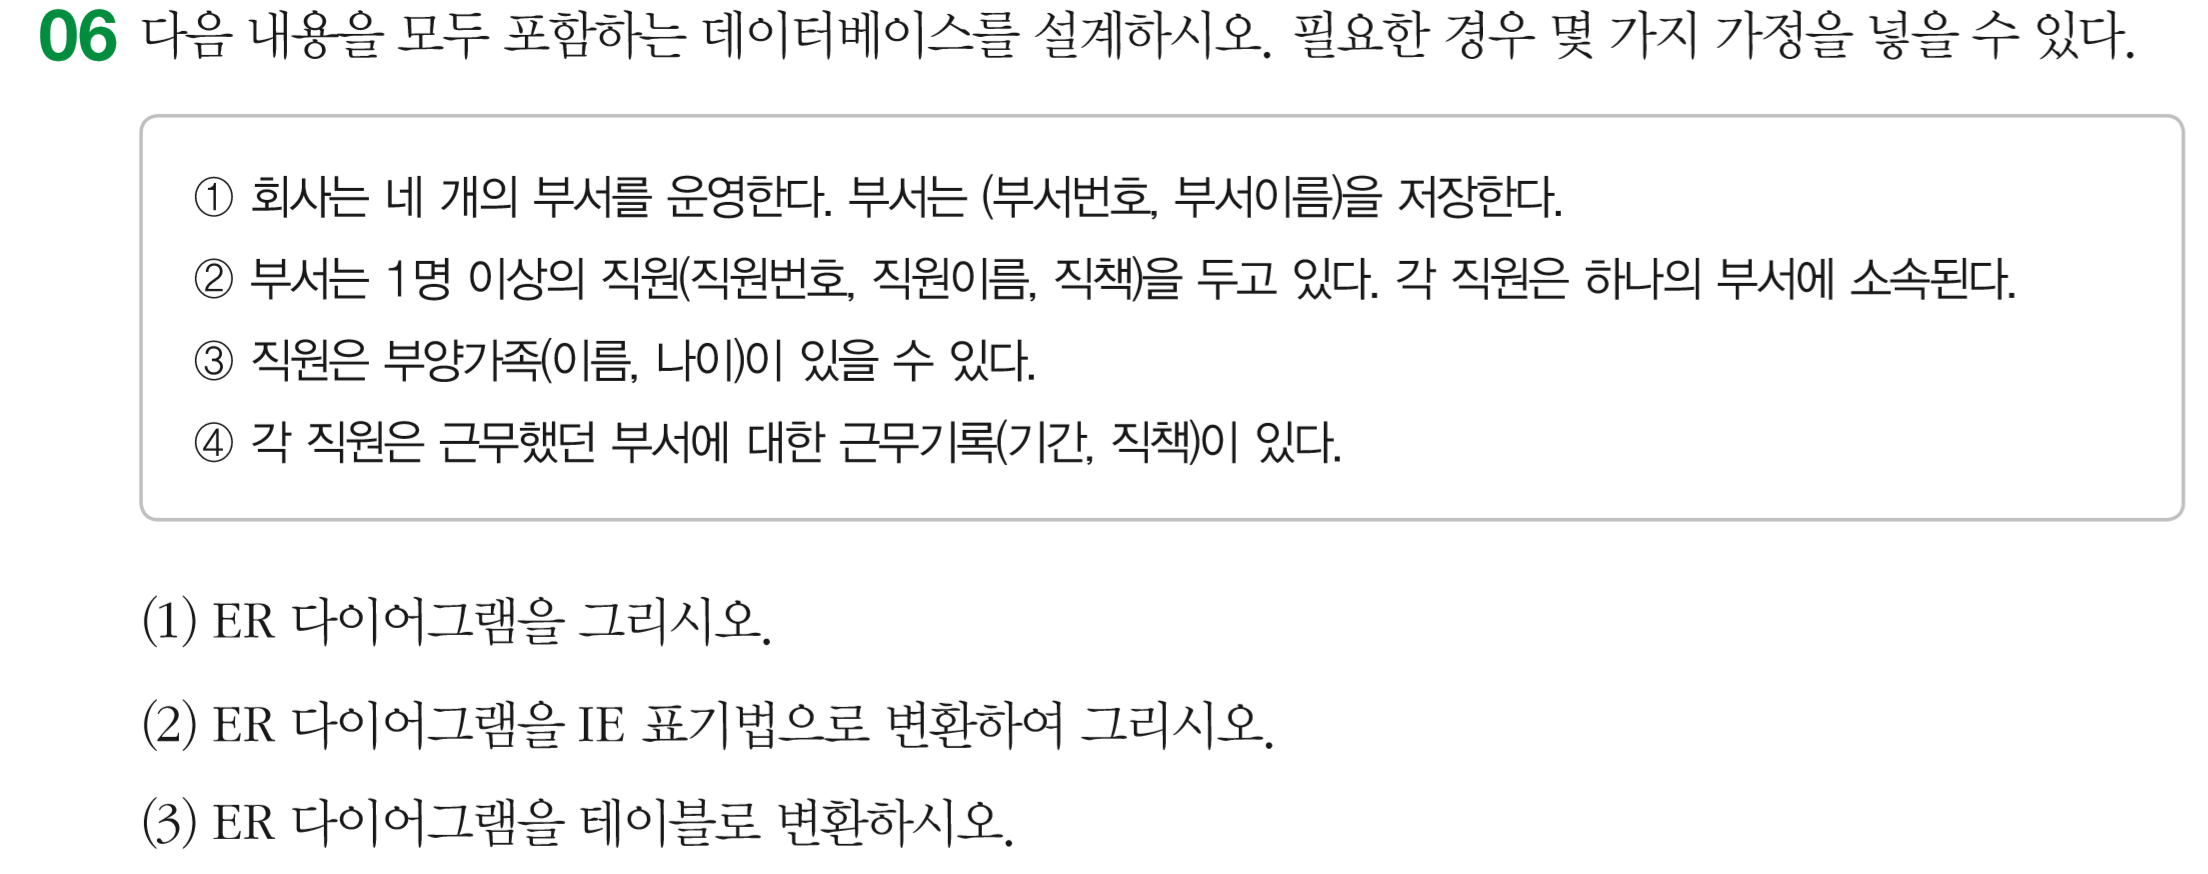 06 다음 내용을 모두 포함하는 데이터베이스를 설계하시오. 필요한 경우 몇 가지 가정을 넣을 수 있다.
① 회사는 네 개의 부서를 운영한다. 부서는 (부서번호, 부서이름)을 저장한다.
② 부서는 1명 이상의 직원(직원번호, 직원이름, 직책)을 두고 있다. 각 직원은 하나의 부서에 소속된다.
③ 직원은 부양가족(이름, 나이)이 있을 수 있다.
④ 각 직원은 근무했던 부서에 대한 근무기록(기간, 직책)이 있다.
(1) ER 다이어그램을 그리시오.
(2) ER 다이어그램을 IE 표기법으로 변환하여 그리시오.
(3) ER 다이어그램을 테이블로 변환하시오.